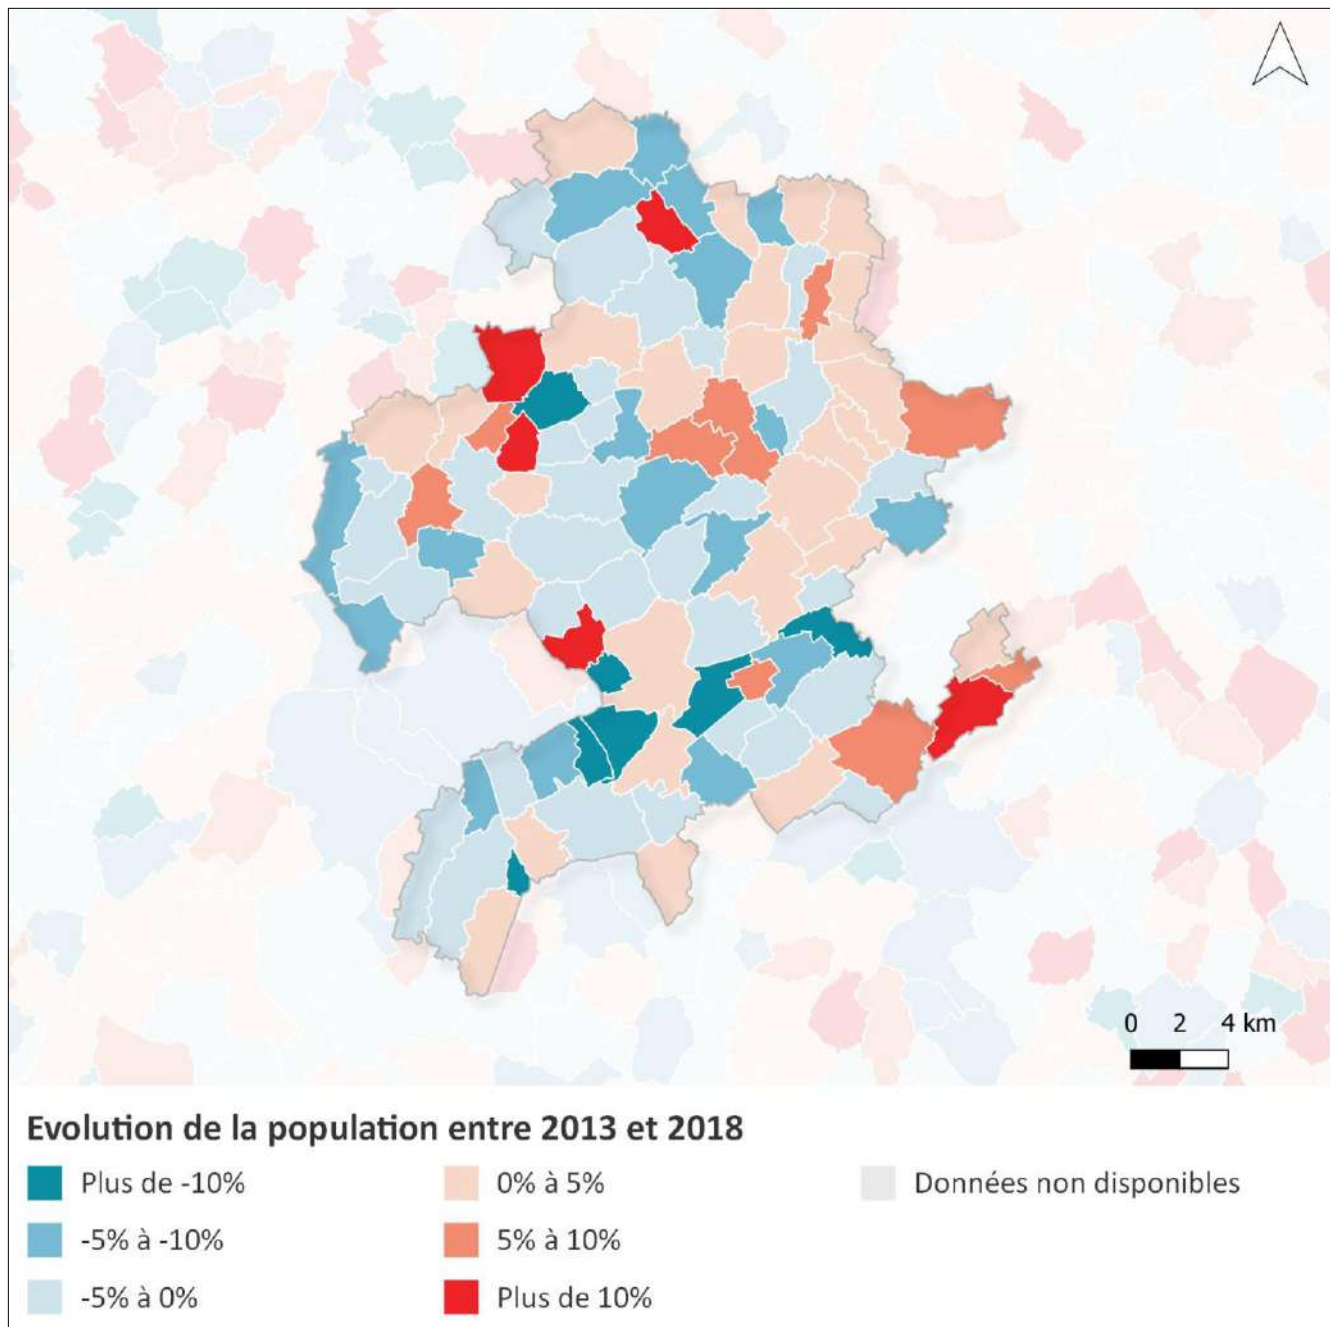 0 2 4 km
Evolution de la population entre 2013 et 2018
Plus de -10%
0% à 5%
Données non disponibles
-5% à -10%
5% à 10%
-5% à 0%
Plus de 10%